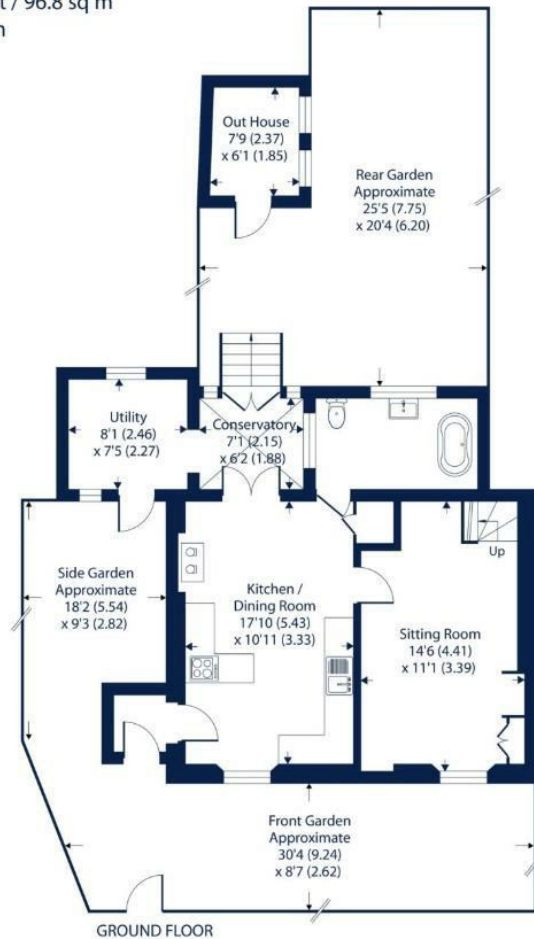 / 96.8 sq m
Out House
7'9 (2.37)
x 6'1 (1.85)
Rear Garden
Approximate
25'5 (7.75)
x 20'4 (6.20)
Utility
8'1 (2.46)
x 7'5 (2.27)
Conservatory
7'1 (2.15)
x 6'2 (1.88)
Side Garden
Approximate
18'2 (5.54)
x 9'3 (2.82)
Kitchen /
Dining Room
17'10 (5.43)
x 10'11 (3.33)
Up
Sitting Room
14'6 (4.41)
x 11'1 (3.39)
Front Garden
Approximate
30'4 (9.24)
x 8'7 (2.62)
GROUND FLOOR